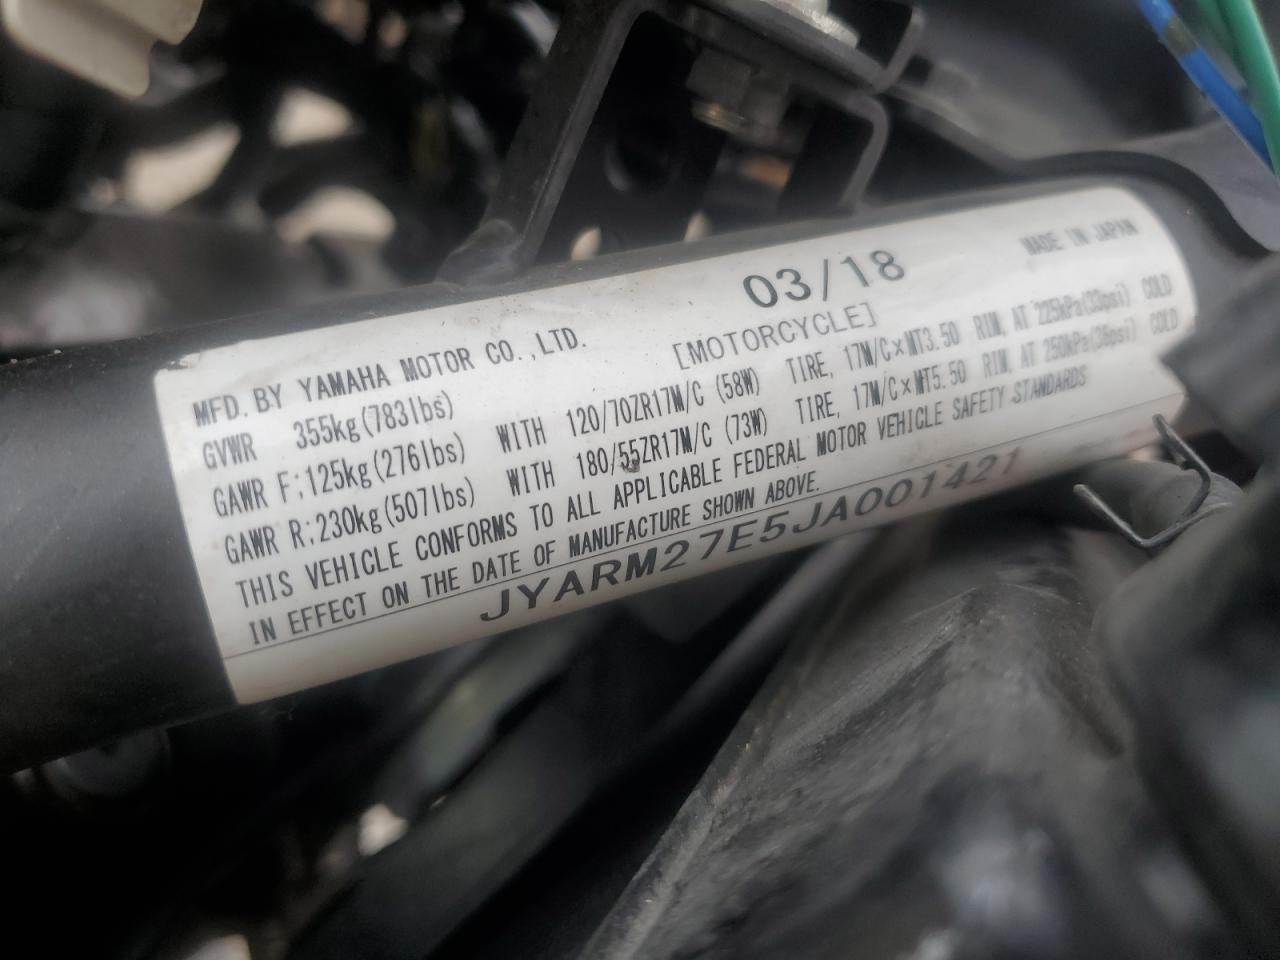 03/18
MADE IN JAPAN
MFD. BY YAMAHA MOTOR CO., LTD.
[MOTORCYCLE]
GVWR 355kg(783lbs)
GAWR F:125kg(276lbs) WITH 120/70ZR17M/C (58W) TIRE, 17M/C×MT3.50 RIM, AT 225kPa(33psi) COLD
GAWR R:230kg(507lbs) WITH 180/55ZR17M/C (73W) TIRE, 17M/C×MT5.50 RIM, AT 250kPa(36psi) COLD
THIS VEHICLE CONFORMS TO ALL APPLICABLE FEDERAL MOTOR VEHICLE SAFETY STANDARDS
IN EFFECT ON THE DATE OF MANUFACTURE SHOWN ABOVE.
JYARM27E5JA001421